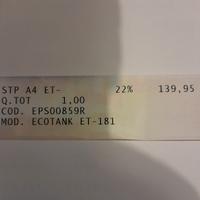 STP A4 ET- 22% 139,95
Q.TOT 1,00
COD. EPS00859R
MOD. ECOTANK ET-181